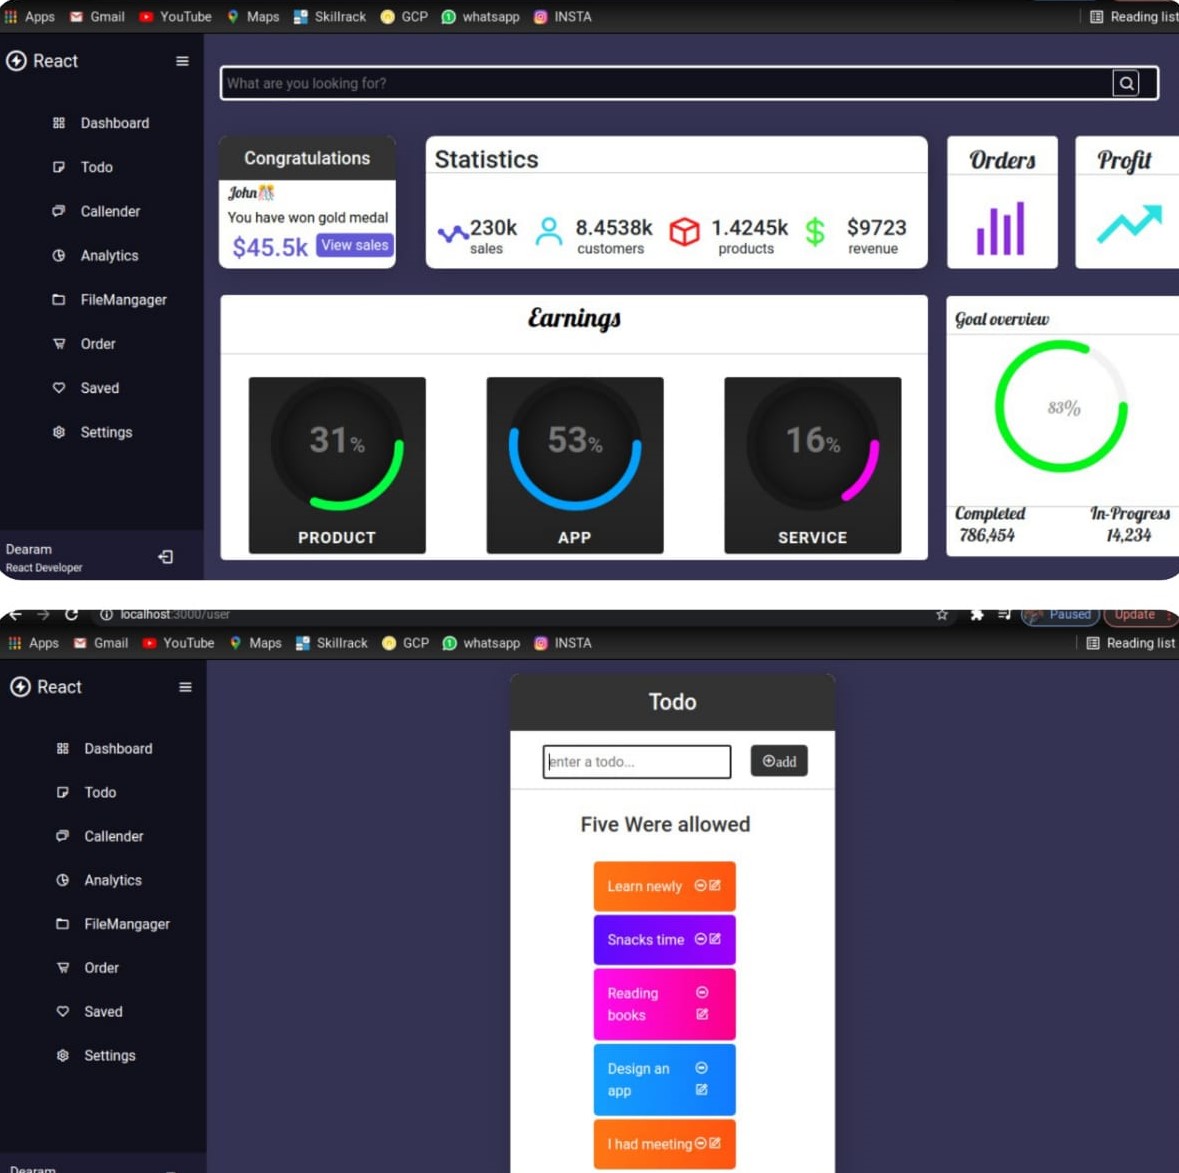 Apps Gmail YouTube Maps Skillrack GCP whatsapp INSTA Reading list
React
What are you looking for?
Dashboard
Todo
Callender
Analytics
FileMangager
Order
Saved
Settings
Dearam
React Developer
Congratulations
John
You have won gold medal
$45.5k View sales
Statistics
230k 8.4538k 1.4245k $9723
sales customers products revenue
Orders
Profit
Earnings
31% 53% 16%
PRODUCT APP SERVICE
Goal overview
83%
Completed In-Progress
786,454 14,234
localhost:3000/user Paused Update
Apps Gmail YouTube Maps Skillrack GCP whatsapp INSTA Reading list
React
Dashboard
Todo
Callender
Analytics
FileMangager
Order
Saved
Settings
Dearam
Todo
enter a todo... add
Five Were allowed
Learn newly
Snacks time
Reading
books
Design an
app
I had meeting